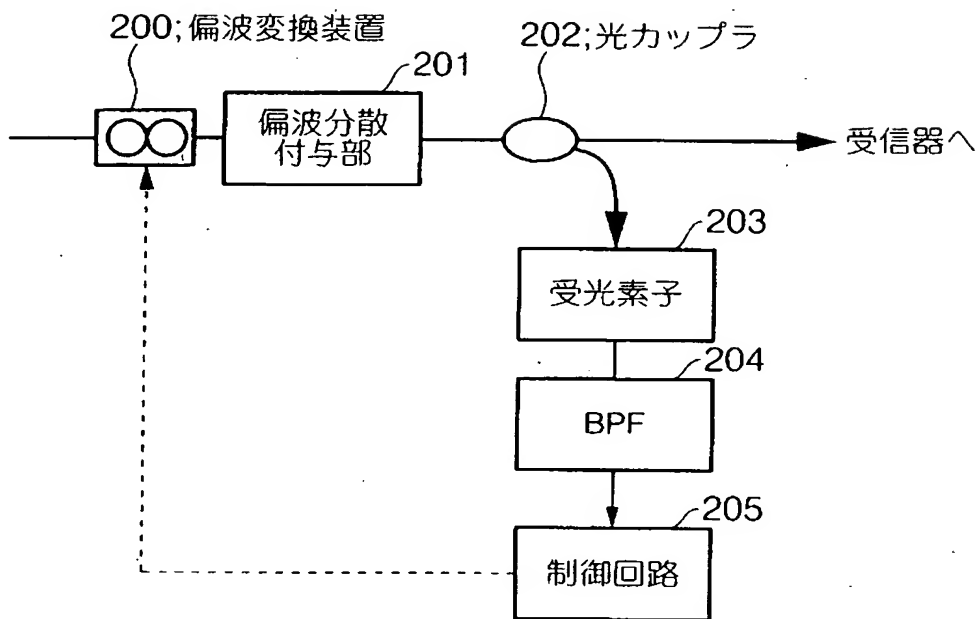 200;偏波変換装置
201
202;光カップラ
偏波分散
付与部
受信器へ
203
受光素子
204
BPF
205
制御回路